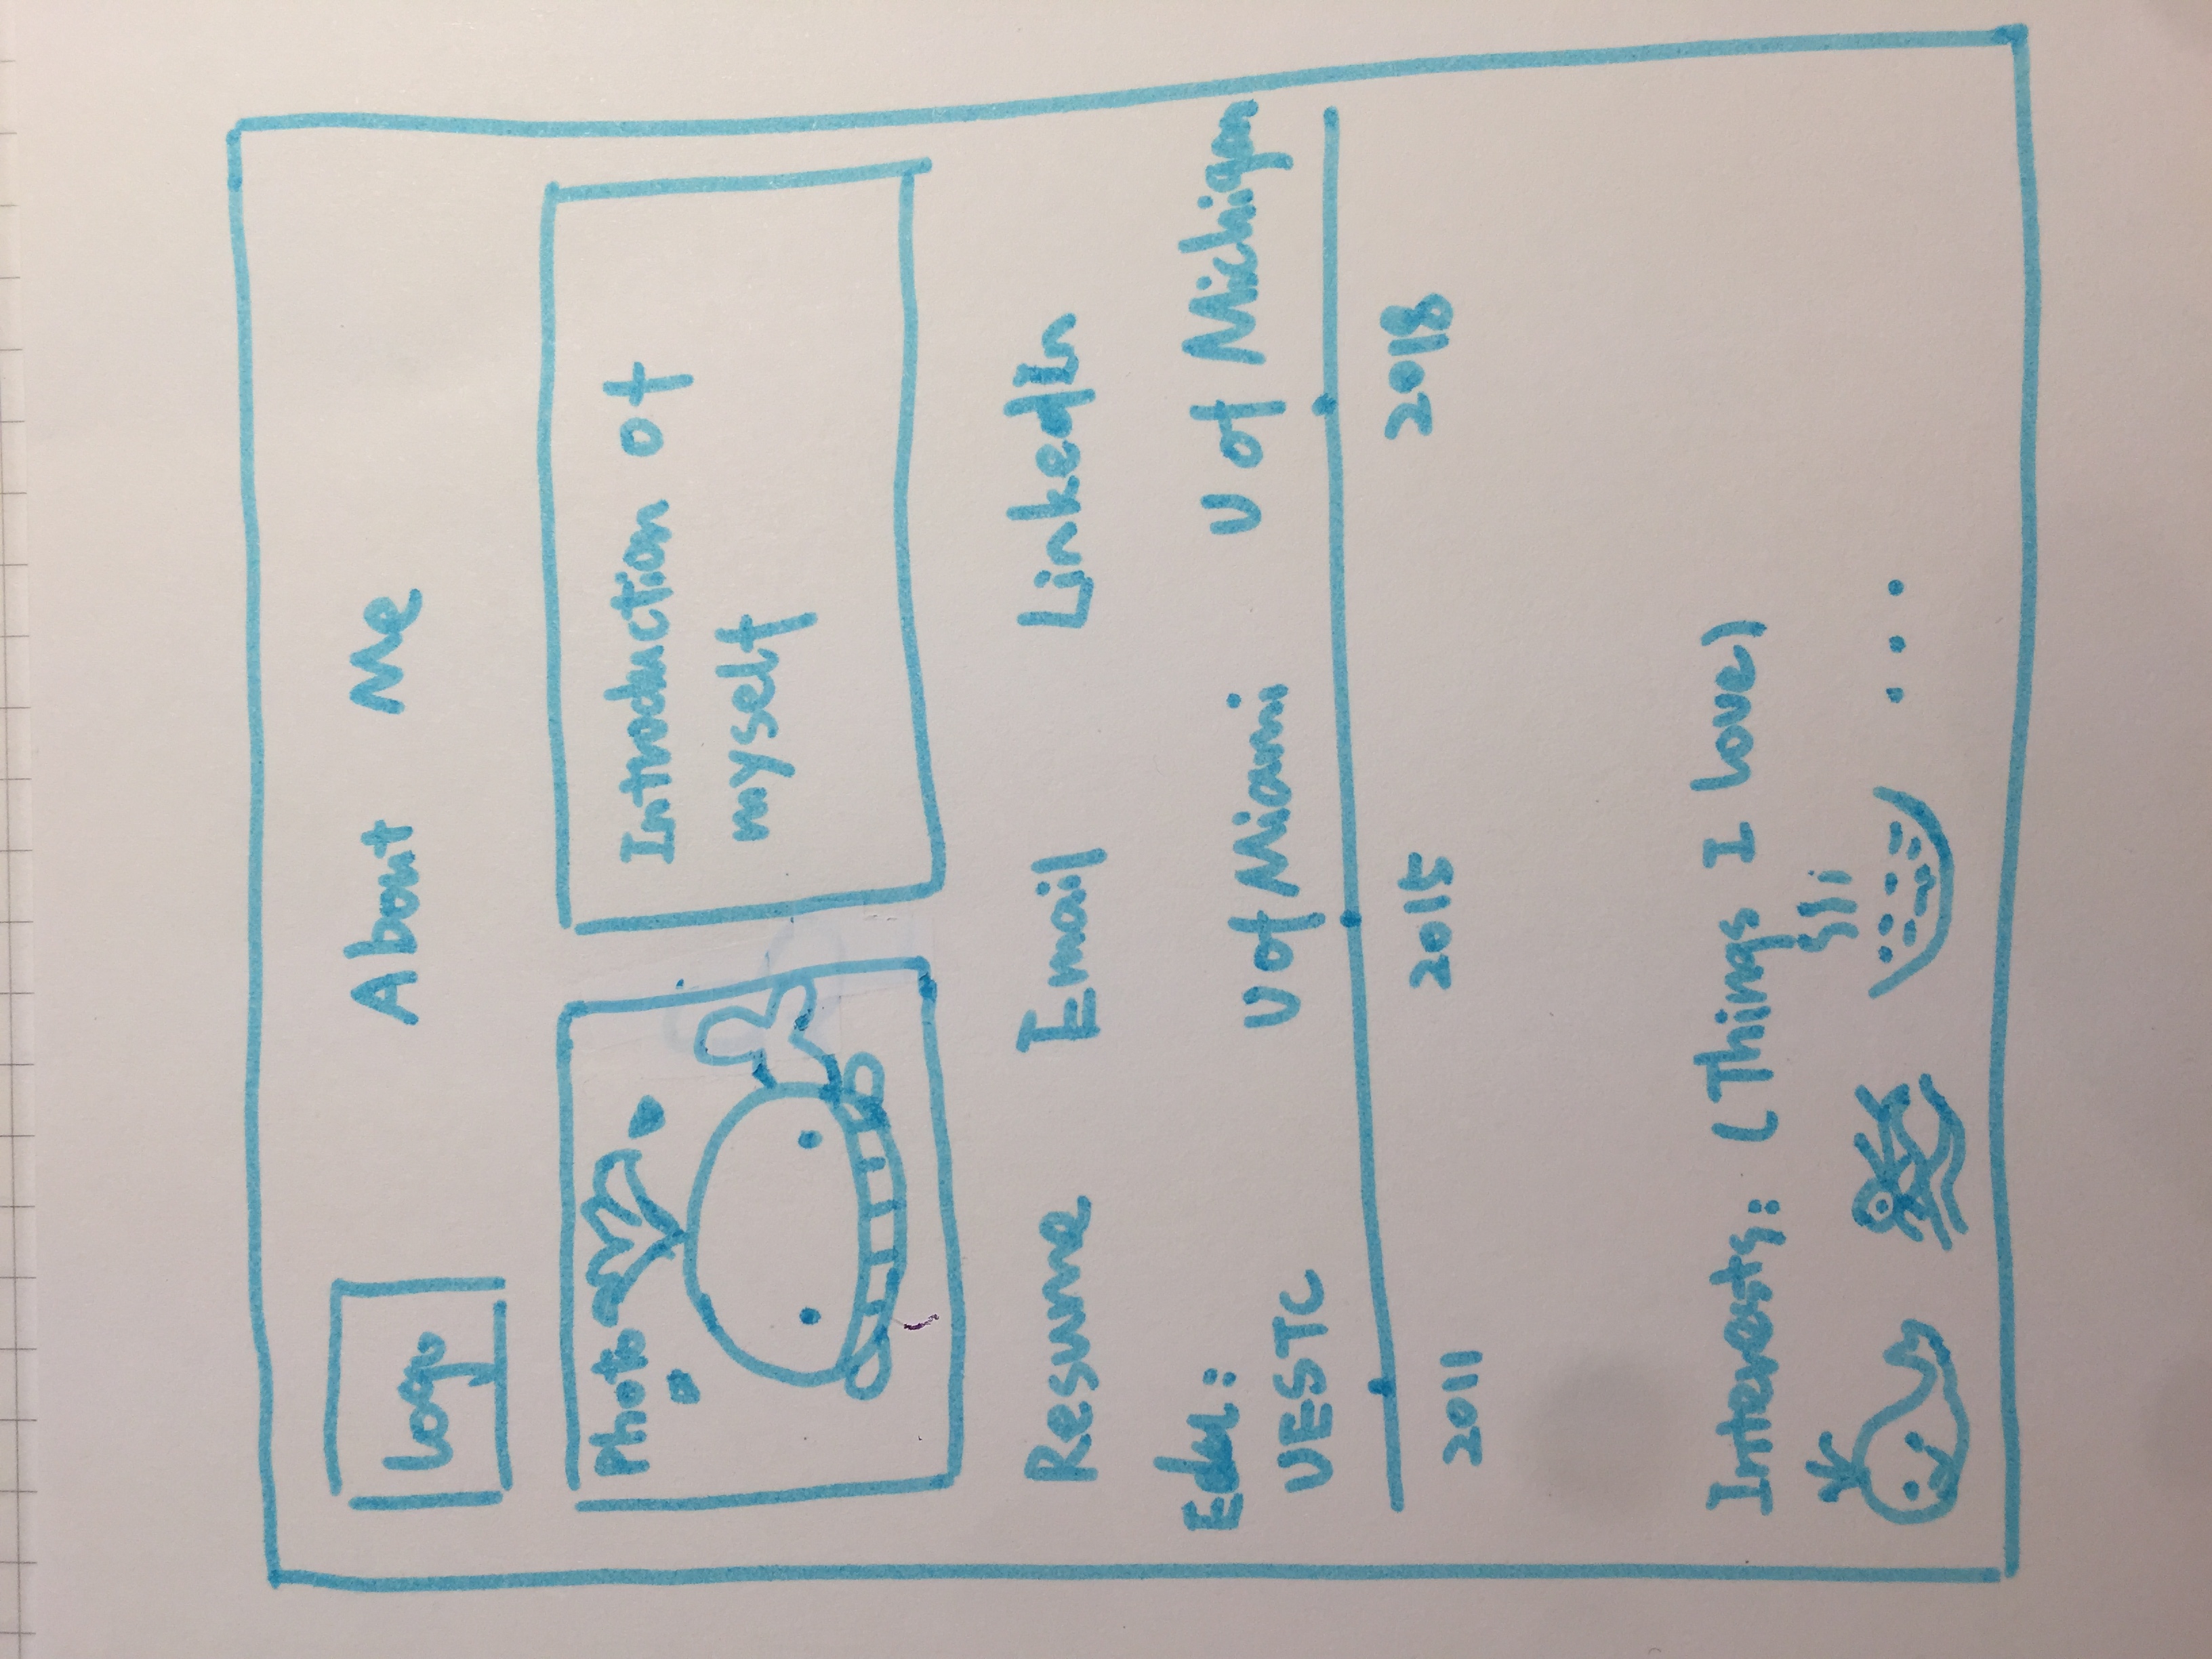 Logo
About Me
Photo
Introduction of
myself
Resume Email LinkedIn
Edu:
UESTC U of Miami U of Michigan
2011 2015 2018
Interests: (Things I love)
...